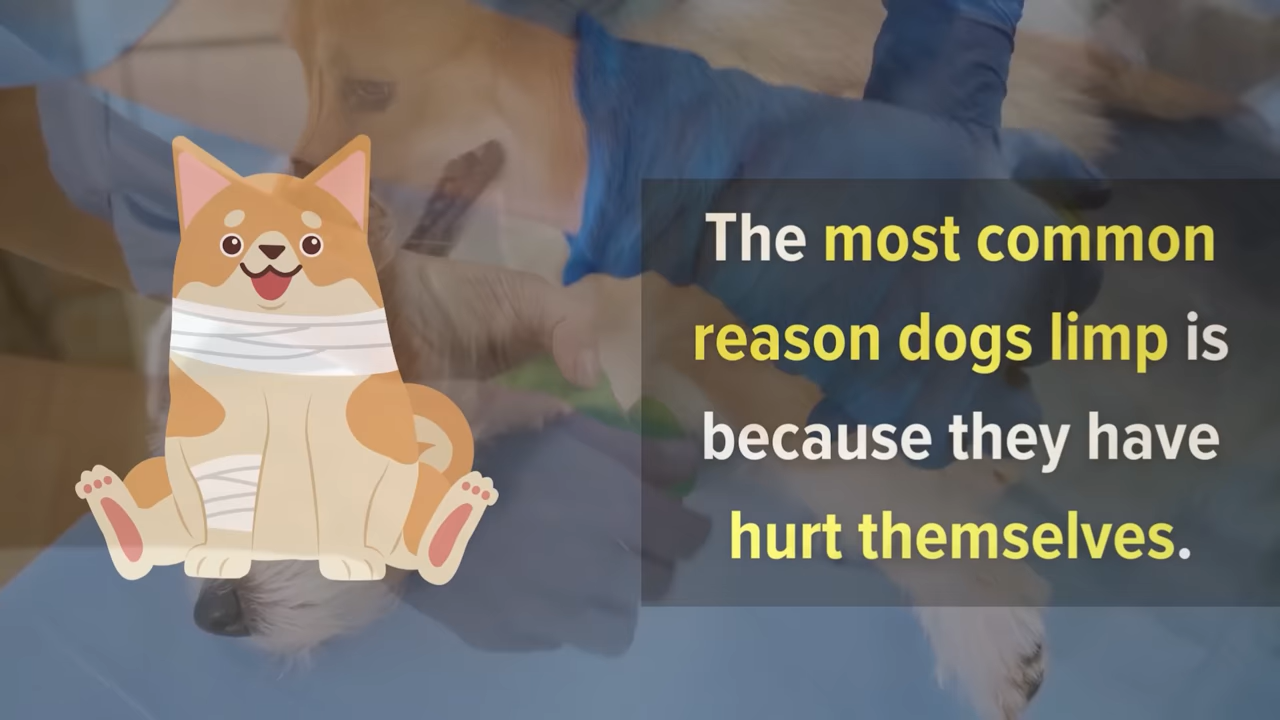 The most common
reason dogs limp is
because they have
hurt themselves.